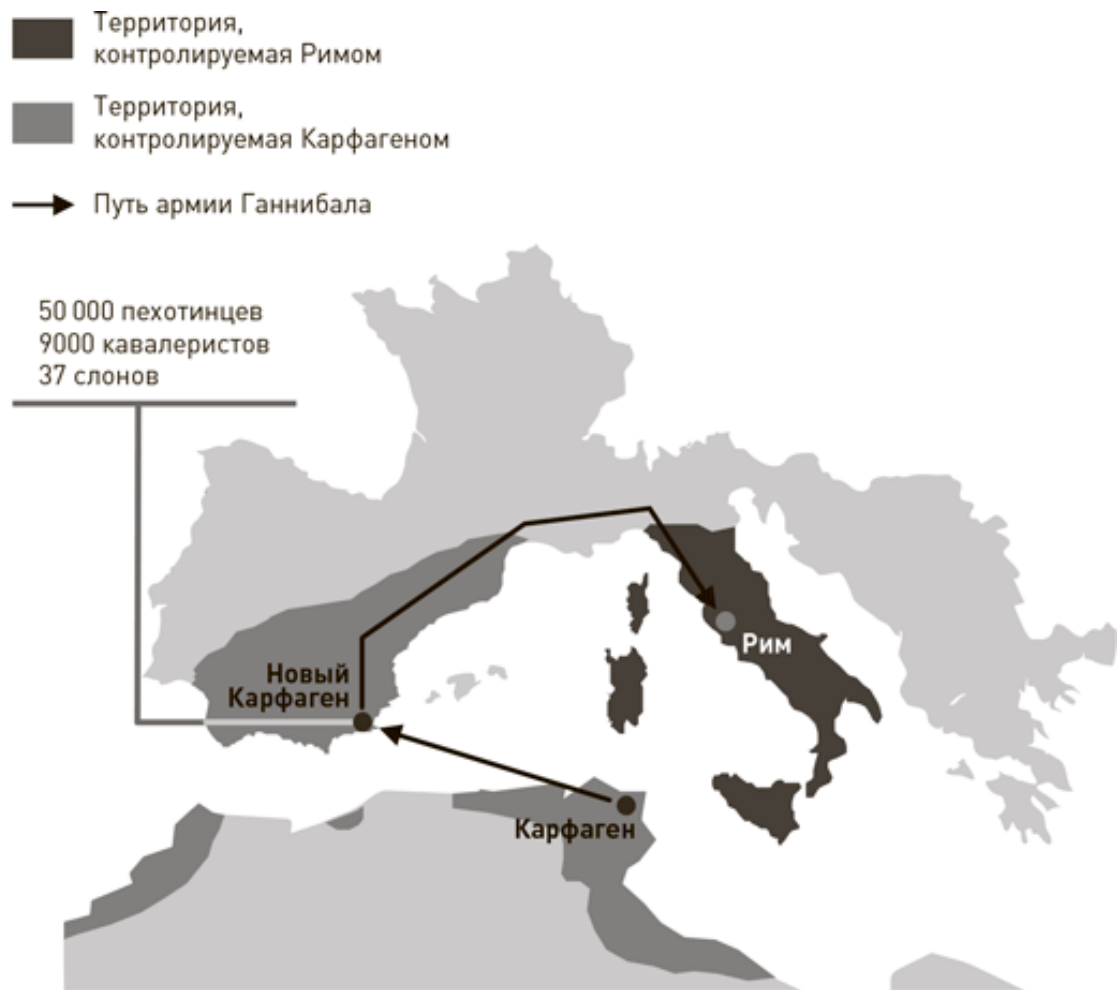 Территория,
контролируемая Римом
Территория,
контролируемая Карфагеном
Путь армии Ганнибала
50 000 пехотинцев
9000 кавалеристов
37 слонов
Рим
Новый
Карфаген
Карфаген